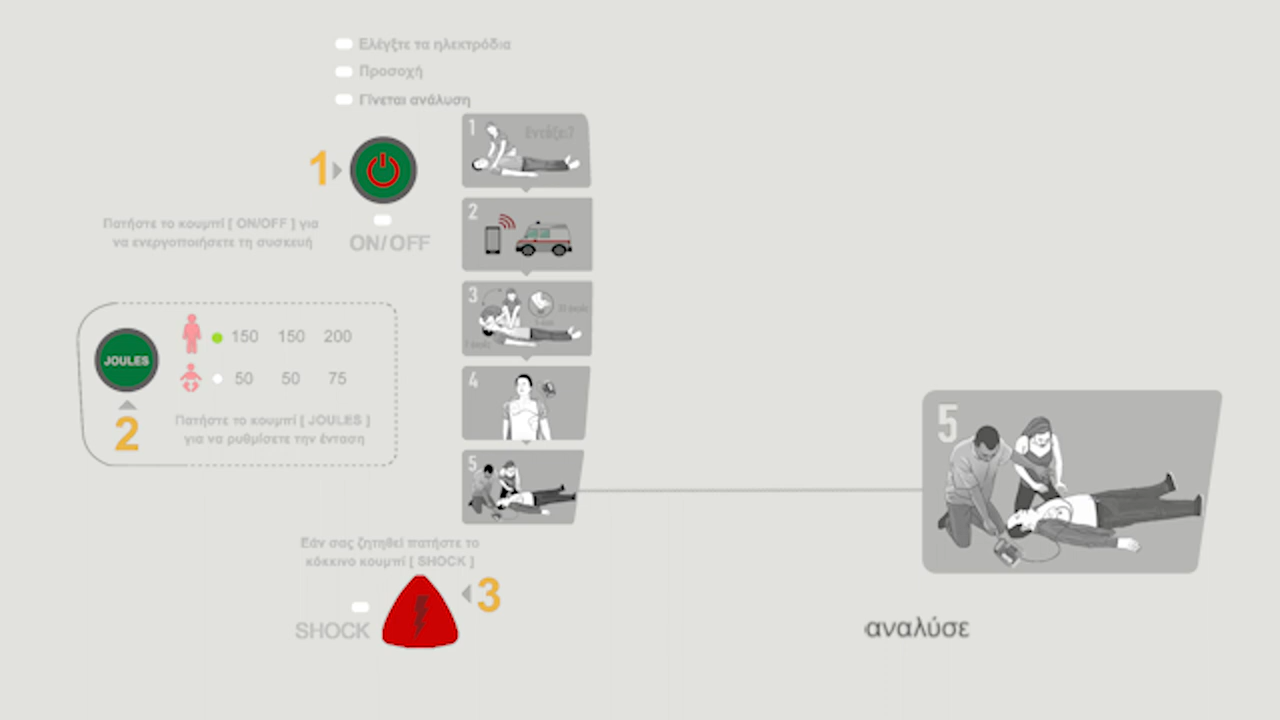 Ελέγξτε τα ηλεκτρόδια
Προσοχή
Γίνεται ανάλυση
1
Πατήστε το κουμπί [ ON/OFF ] για
να ενεργοποιήσετε τη συσκευή
ON/OFF
1
Εντάξει?
2
3
4
5
JOULES
150 150 200
50 50 75
2
Πατήστε το κουμπί [ JOULES ]
για να ρυθμίσετε την ένταση
Εάν σας ζητηθεί πατήστε το
κόκκινο κουμπί [ SHOCK ]
3
SHOCK
5
αναλύσε